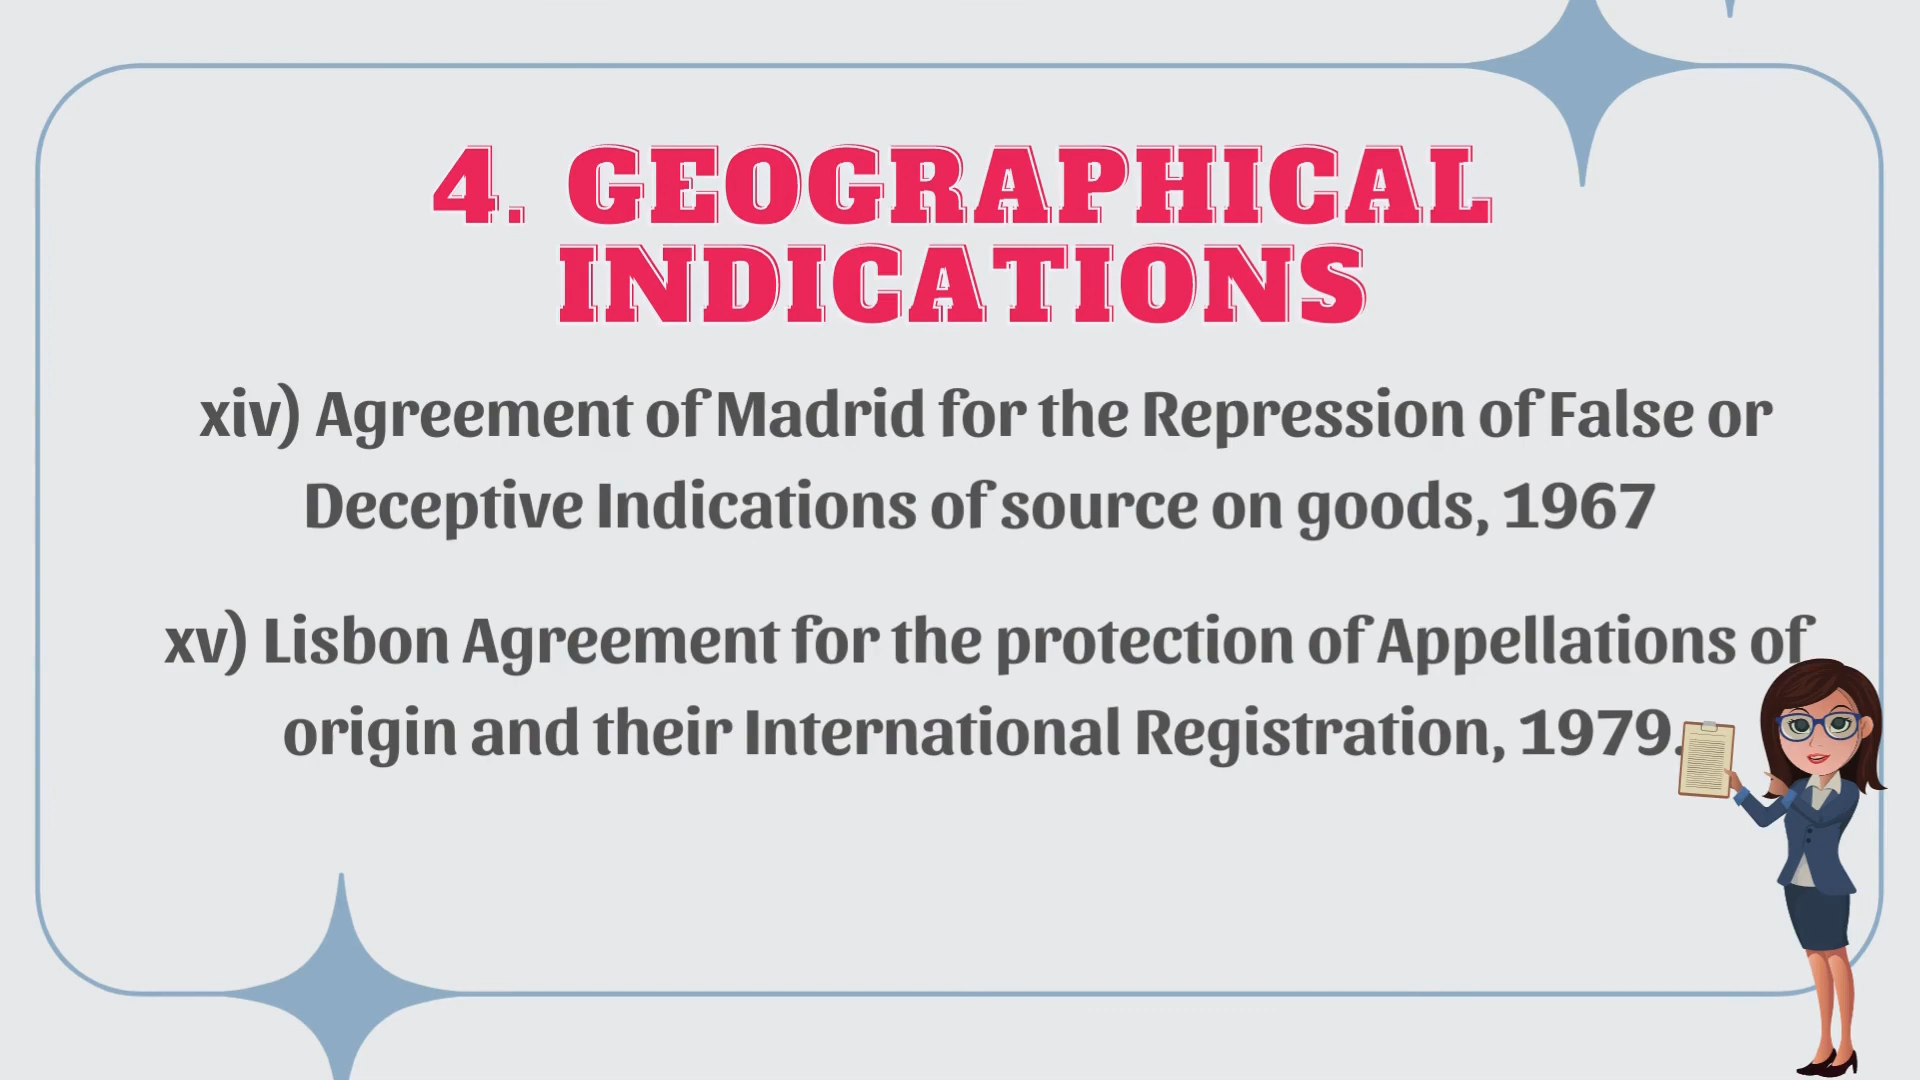 4. GEOGRAPHICAL
INDICATIONS
xiv) Agreement of Madrid for the Repression of False or
Deceptive Indications of source on goods, 1967
xv) Lisbon Agreement for the protection of Appellations of
origin and their International Registration, 1979.